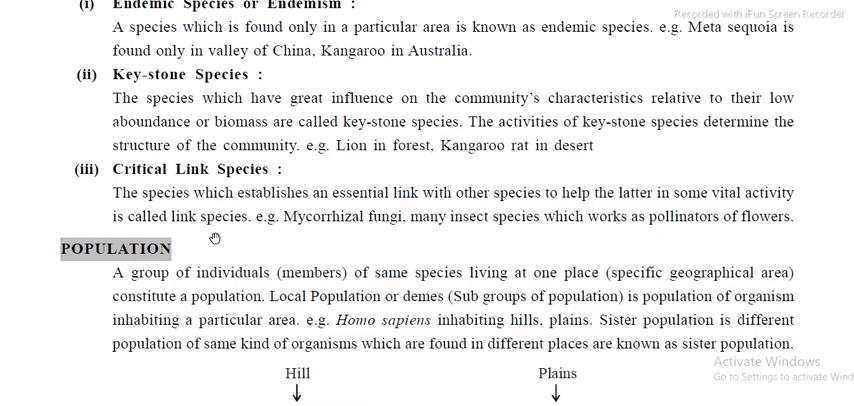 Recorded with iFun Screen Recorder
(i) Endemic Species or Endemism :
A species which is found only in a particular area is known as endemic species. e.g. Meta sequoia is
found only in valley of China, Kangaroo in Australia.
(ii) Key-stone Species :
The species which have great influence on the community's characteristics relative to their low
aboundance or biomass are called key-stone species. The activities of key-stone species determine the
structure of the community. e.g. Lion in forest, Kangaroo rat in desert
(iii) Critical Link Species :
The species which establishes an essential link with other species to help the latter in some vital activity
is called link species. e.g. Mycorrhizal fungi, many insect species which works as pollinators of flowers.
POPULATION
A group of individuals (members) of same species living at one place (specific geographical area)
constitute a population. Local Population or demes (Sub groups of population) is population of organism
inhabiting a particular area. e.g. Homo sapiens inhabiting hills, plains. Sister population is different
population of same kind of organisms which are found in different places are known as sister population.
Activate Windows
Go to Settings to activate Wind
Hill Plains